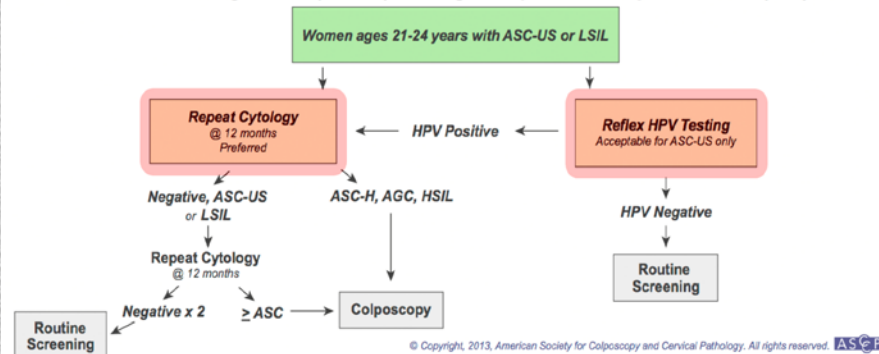 Women ages 21-24 years with ASC-US or LSIL
Repeat Cytology
@ 12 months
Preferred
HPV Positive
Reflex HPV Testing
Acceptable for ASC-US only
Negative, ASC-US
or LSIL
ASC-H, AGC, HSIL
HPV Negative
Repeat Cytology
@ 12 months
Routine
Screening
Negative x 2
≥ ASC
Colposcopy
Routine
Screening
© Copyright, 2013, American Society for Colposcopy and Cervical Pathology. All rights reserved.